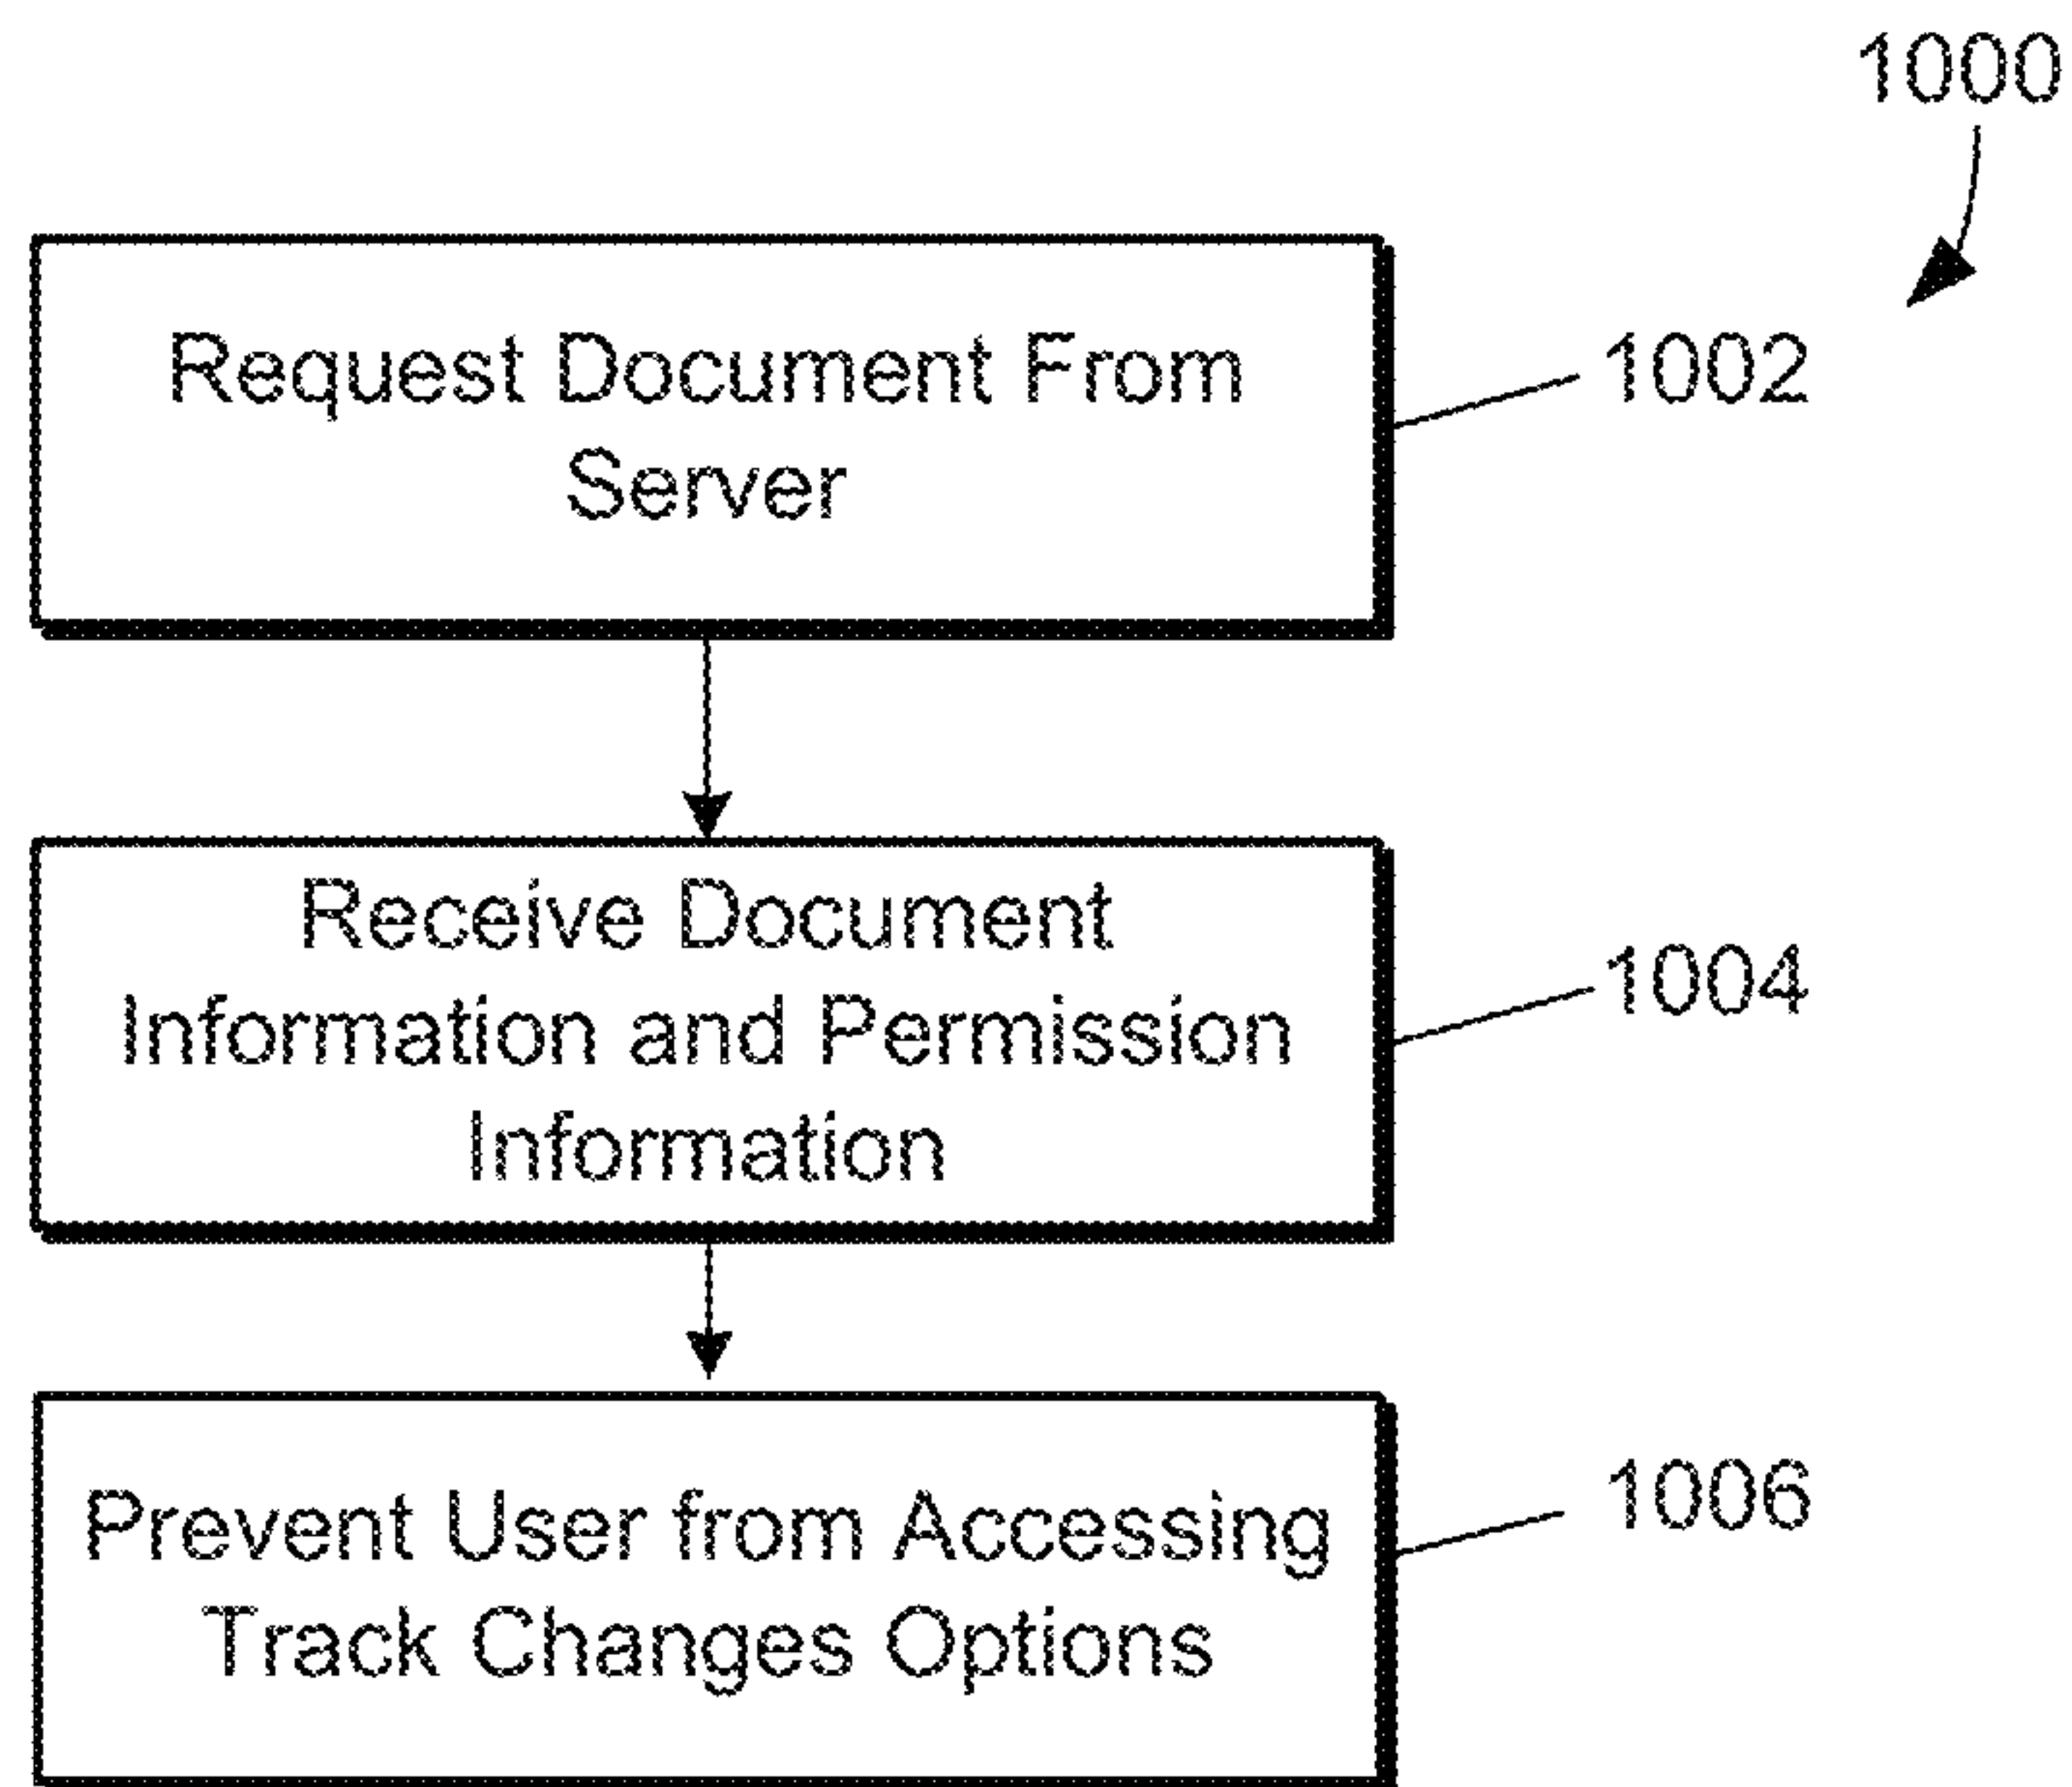 1000
Request Document From
Server
1002
Receive Document
Information and Permission
Information
1004
Prevent User from Accessing
Track Changes Options
1006